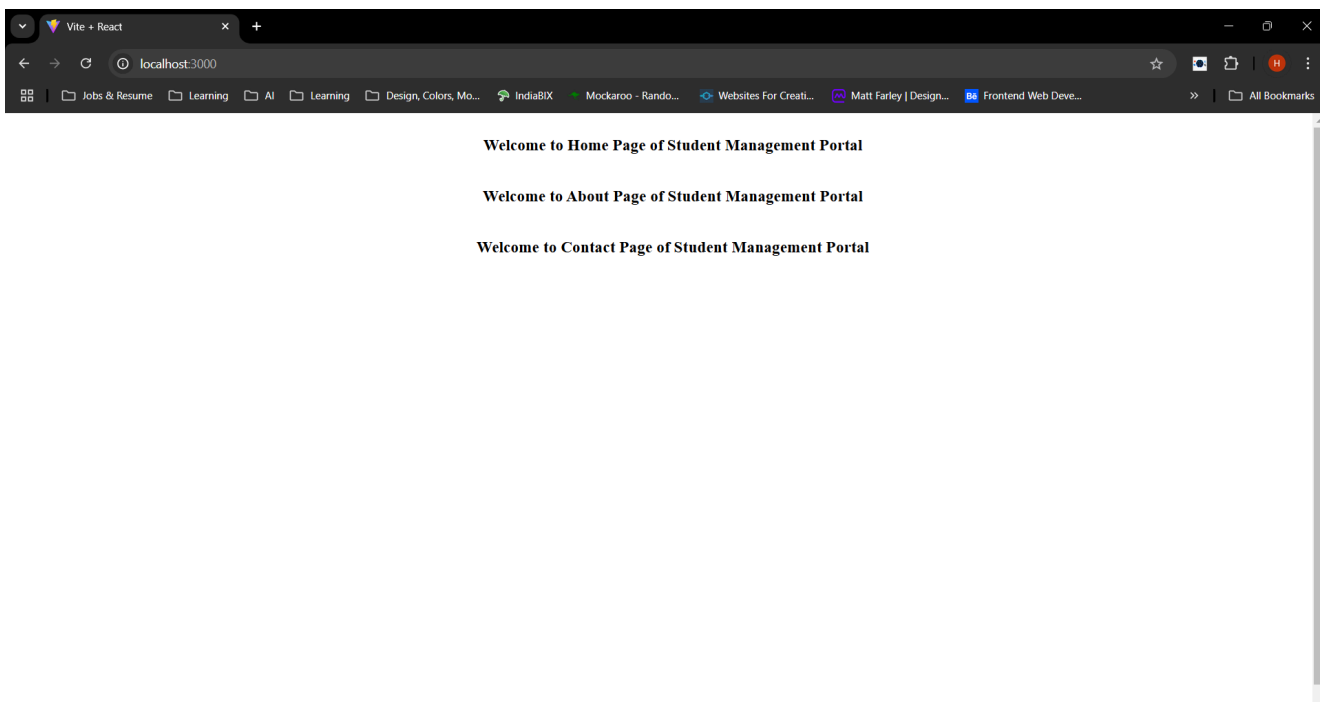 Vite + React
localhost:3000
Jobs & Resume Learning AI Learning Design, Colors, Mo... IndiaBIX Mockaroo - Rando... Websites For Creati... Matt Farley | Design... Bē Frontend Web Deve... » All Bookmarks
H
Welcome to Home Page of Student Management Portal
Welcome to About Page of Student Management Portal
Welcome to Contact Page of Student Management Portal